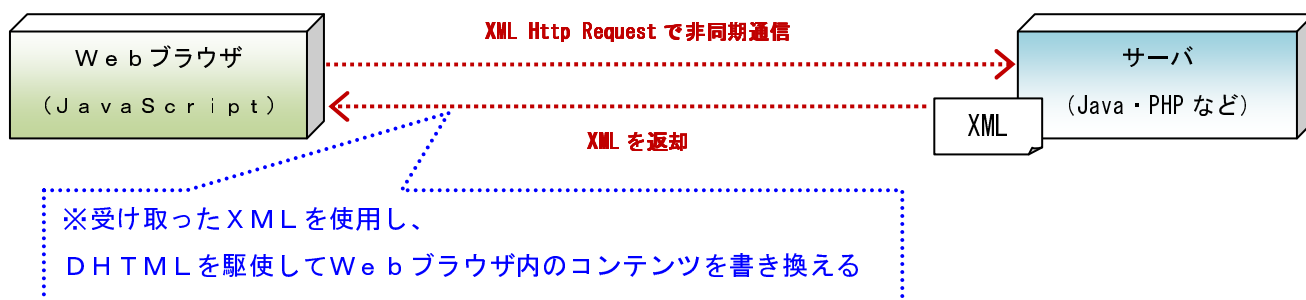 XML Http Request で非同期通信
Ｗｅｂブラウザ
（ＪａｖａＳｃｒｉｐｔ）
サーバ
（Java・PHP など）
XML
XML を返却
※受け取ったＸＭＬを使用し、
ＤＨＴＭＬを駆使してＷｅｂブラウザ内のコンテンツを書き換える